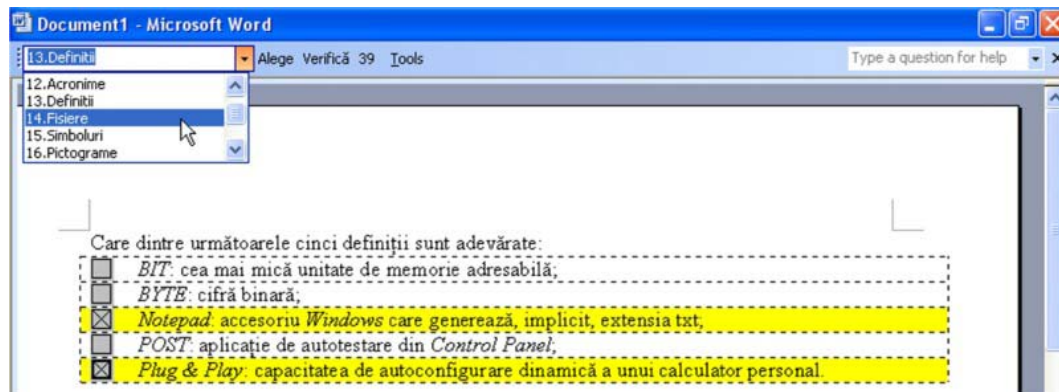 Document1 - Microsoft Word
13.Definitii Alege Verifică 39 Tools Type a question for help
12.Acronime
13.Definitii
14.Fisiere
15.Simboluri
16.Pictograme
Care dintre următoarele cinci definiții sunt adevărate:
BIT: cea mai mică unitate de memorie adresabilă;
BYTE: cifră binară;
Notepad: accesoriu Windows care generează, implicit, extensia txt;
POST: aplicație de autotestare din Control Panel;
Plug & Play: capacitatea de autoconfigurare dinamică a unui calculator personal.